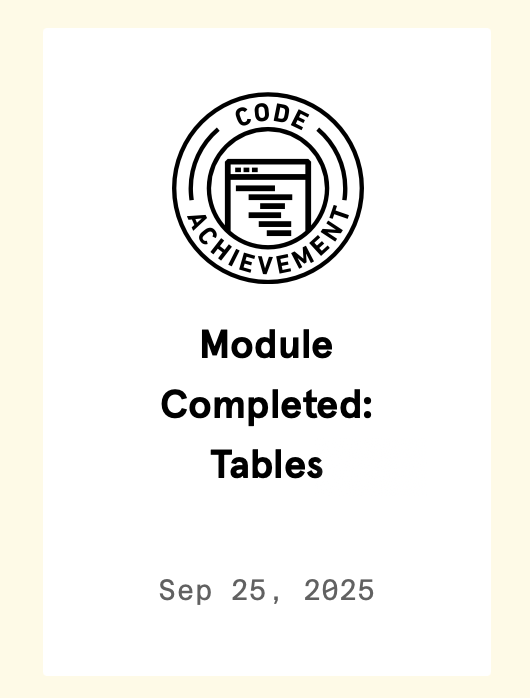 CODE
ACHIEVEMENT
Module
Completed:
Tables
Sep 25, 2025